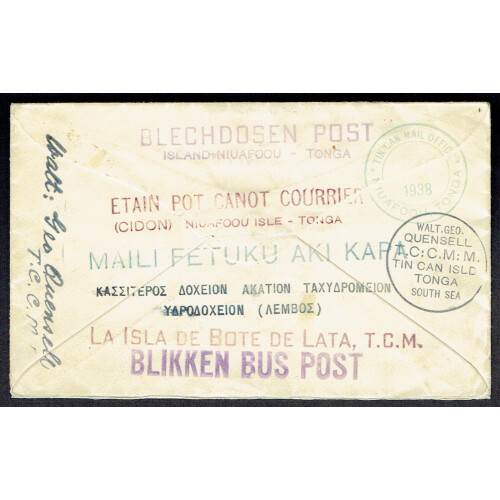 BLECHDOSEN POST
ISLAND-NIUAFOOU - TONGA
TIN CAN MAIL OFFICE
1938
NIUAFOOU TONGA
ETAIN POT CANOT COURRIER
(CIDON) NIUAFOOU ISLE - TONGA
MAILI FETUKU AKI KAPA
WALT. GEO.
QUENSELL
T.C:C:M:M.
TIN CAN ISLD
TONGA
SOUTH SEA
ΚΑΣΣΙΤΕΡΟΣ ΔΟΧΕΙΟΝ ΑΚΑΤΙΟΝ ΤΑΧΥΔΡΟΜΕΙΟΝ
ΥΔΡΟΔΟΧΕΙΟΝ (ΛΕΜΒΟΣ)
LA ISLA DE BOTE DE LATA, T.C.M.
BLIKKEN BUS POST
Walt: Geo Quensell
T.C.C.M.